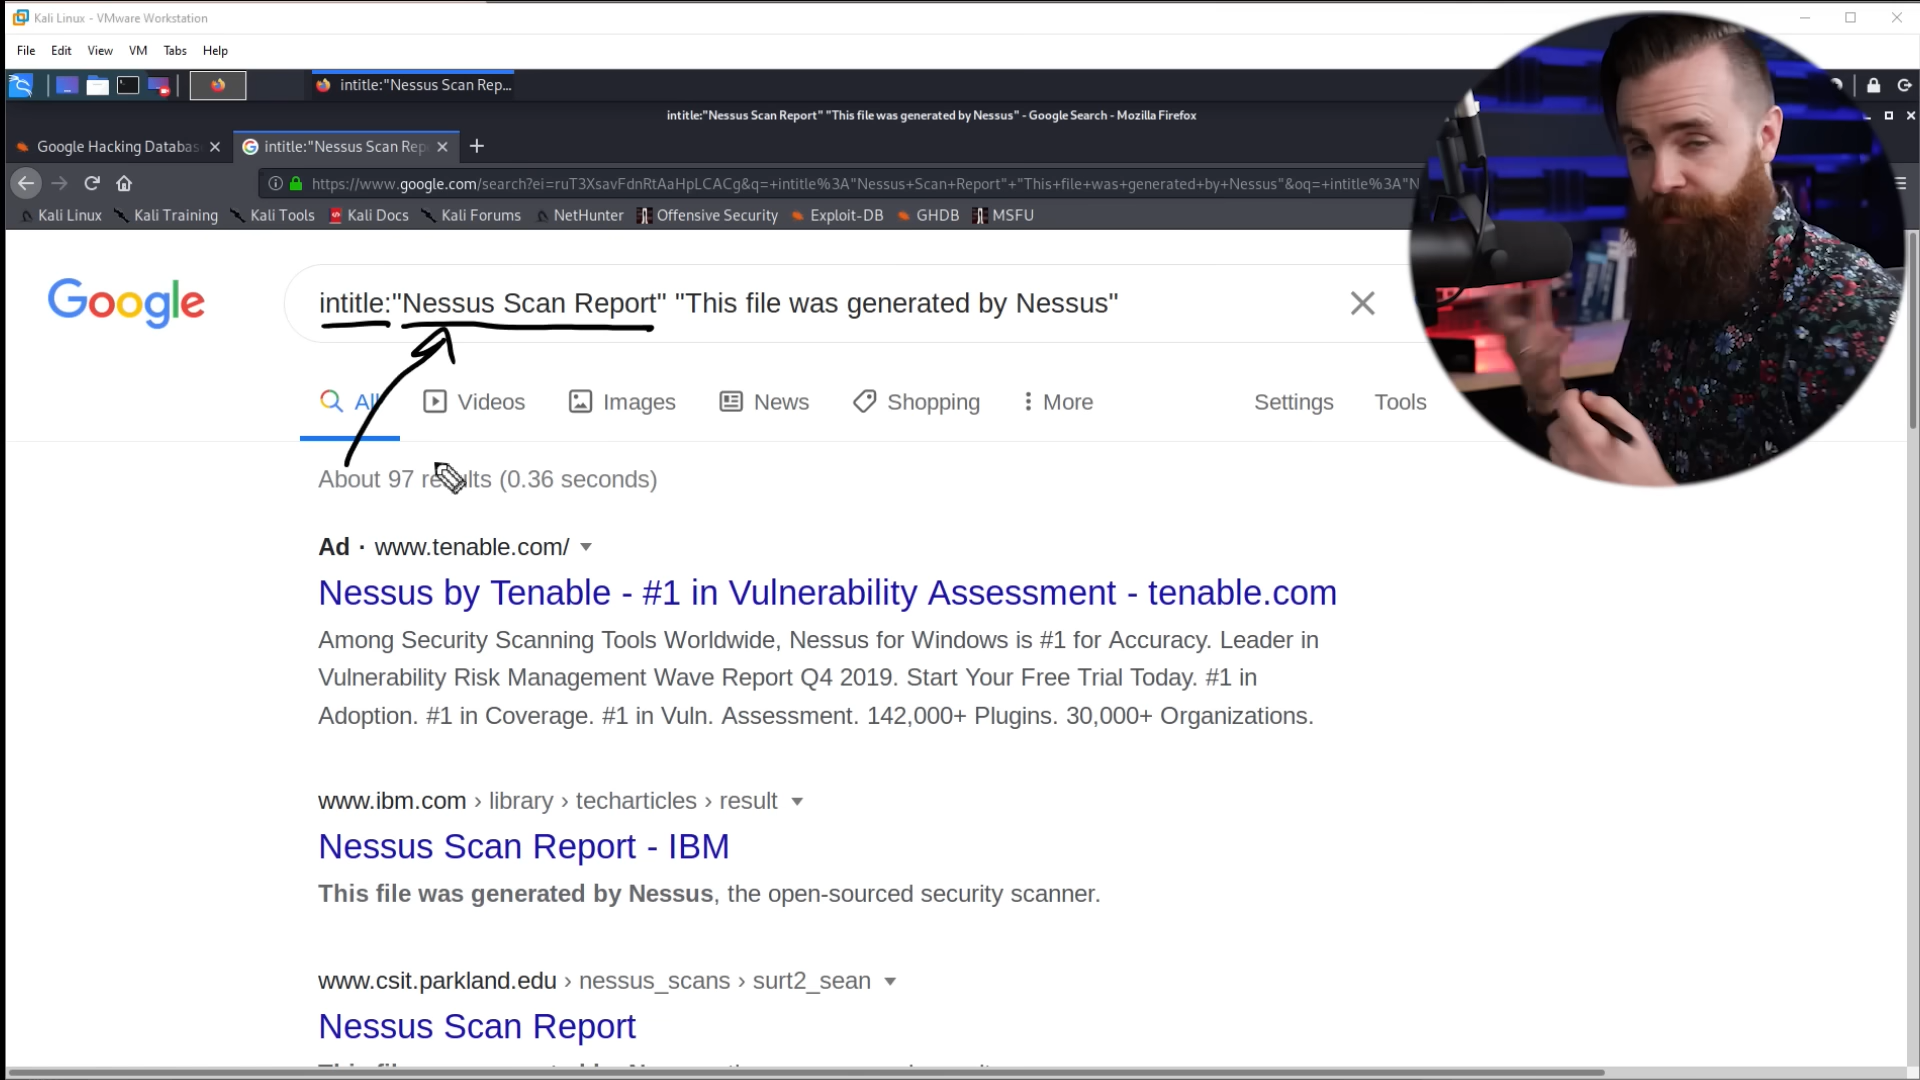 Kali Linux - VMware Workstation
File Edit View VM Tabs Help
intitle:"Nessus Scan Rep...
intitle:"Nessus Scan Report" "This file was generated by Nessus" - Google Search - Mozilla Firefox
Google Hacking Databas
intitle:"Nessus Scan Rep
https://www.google.com/search?ei=ruT3XsavFdnRtAaHpLCACg&q=+intitle%3A"Nessus+Scan+Report"+"This+file+was+generated+by+Nessus"&oq=+intitle%3A"N
Kali Linux Kali Training Kali Tools Kali Docs Kali Forums NetHunter Offensive Security Exploit-DB GHDB MSFU
Google
intitle:"Nessus Scan Report" "This file was generated by Nessus"
All Videos Images News Shopping More Settings Tools
About 97 results (0.36 seconds)
Ad · www.tenable.com/
Nessus by Tenable - #1 in Vulnerability Assessment - tenable.com
Among Security Scanning Tools Worldwide, Nessus for Windows is #1 for Accuracy. Leader in
Vulnerability Risk Management Wave Report Q4 2019. Start Your Free Trial Today. #1 in
Adoption. #1 in Coverage. #1 in Vuln. Assessment. 142,000+ Plugins. 30,000+ Organizations.
www.ibm.com › library › techarticles › result
Nessus Scan Report - IBM
This file was generated by Nessus, the open-sourced security scanner.
www.csit.parkland.edu › nessus_scans › surt2_sean
Nessus Scan Report